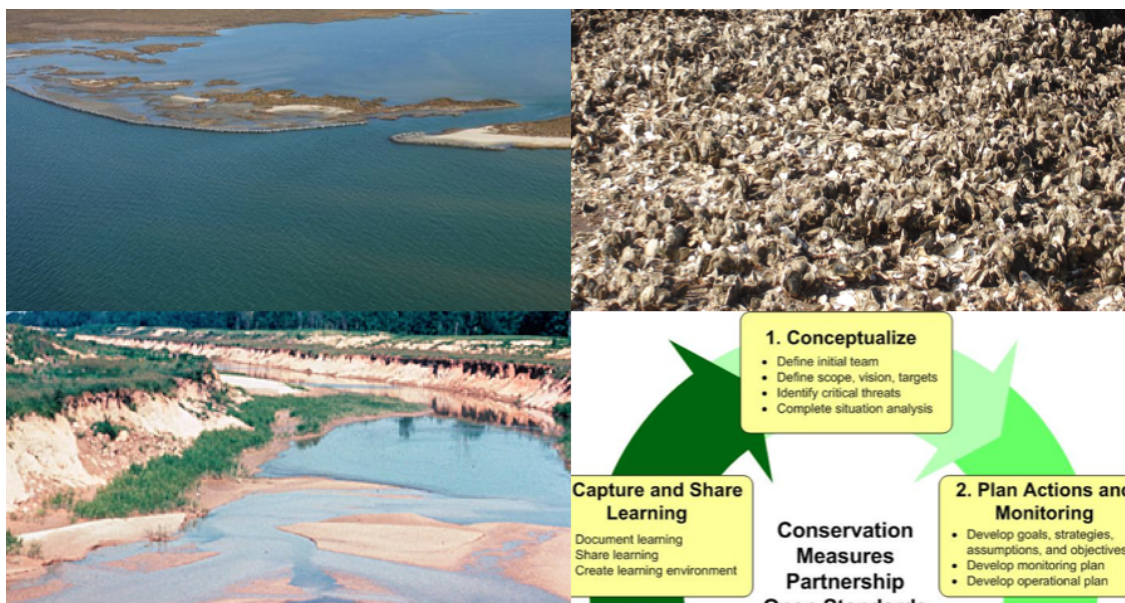 1. Conceptualize
• Define initial team
• Define scope, vision, targets
• Identify critical threats
• Complete situation analysis
Capture and Share
Learning
Document learning
Share learning
Create learning environment
2. Plan Actions and
Monitoring
• Develop goals, strategies,
assumptions, and objectives
• Develop monitoring plan
• Develop operational plan
Conservation
Measures
Partnership
Open Standards